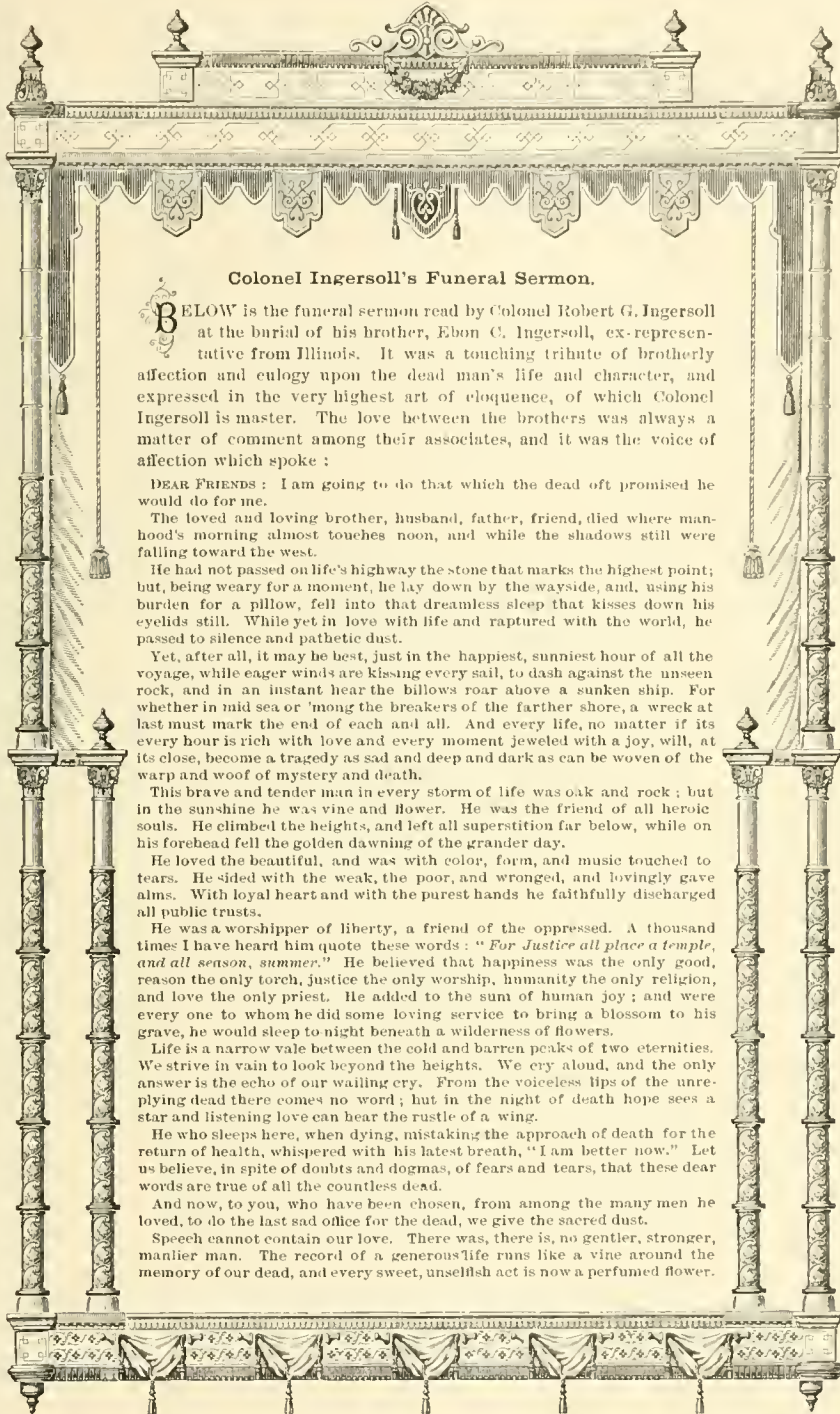 Colonel Ingersoll's Funeral Sermon.
BELOW is the funeral sermon read by Colonel Robert G. Ingersoll
at the burial of his brother, Ebon C. Ingersoll, ex-represen-
tative from Illinois. It was a touching tribute of brotherly
affection and eulogy upon the dead man's life and character, and
expressed in the very highest art of eloquence, of which Colonel
Ingersoll is master. The love between the brothers was always a
matter of comment among their associates, and it was the voice of
affection which spoke :
DEAR FRIENDS : I am going to do that which the dead oft promised he
would do for me.
The loved and loving brother, husband, father, friend, died where man-
hood's morning almost touches noon, and while the shadows still were
falling toward the west.
He had not passed on life's highway the stone that marks the highest point;
but, being weary for a moment, he lay down by the wayside, and, using his
burden for a pillow, fell into that dreamless sleep that kisses down his
eyelids still. While yet in love with life and raptured with the world, he
passed to silence and pathetic dust.
Yet, after all, it may be best, just in the happiest, sunniest hour of all the
voyage, while eager winds are kissing every sail, to dash against the unseen
rock, and in an instant hear the billows roar above a sunken ship. For
whether in mid sea or 'mong the breakers of the farther shore, a wreck at
last must mark the end of each and all. And every life, no matter if its
every hour is rich with love and every moment jeweled with a joy, will, at
its close, become a tragedy as sad and deep and dark as can be woven of the
warp and woof of mystery and death.
This brave and tender man in every storm of life was oak and rock ; but
in the sunshine he was vine and flower. He was the friend of all heroic
souls. He climbed the heights, and left all superstition far below, while on
his forehead fell the golden dawning of the grander day.
He loved the beautiful, and was with color, form, and music touched to
tears. He sided with the weak, the poor, and wronged, and lovingly gave
alms. With loyal heart and with the purest hands he faithfully discharged
all public trusts.
He was a worshipper of liberty, a friend of the oppressed. A thousand
times I have heard him quote these words : " For Justice all place a temple,
and all season, summer." He believed that happiness was the only good,
reason the only torch, justice the only worship, humanity the only religion,
and love the only priest. He added to the sum of human joy ; and were
every one to whom he did some loving service to bring a blossom to his
grave, he would sleep to night beneath a wilderness of flowers.
Life is a narrow vale between the cold and barren peaks of two eternities.
We strive in vain to look beyond the heights. We cry aloud, and the only
answer is the echo of our wailing cry. From the voiceless lips of the unre-
plying dead there comes no word ; but in the night of death hope sees a
star and listening love can hear the rustle of a wing.
He who sleeps here, when dying, mistaking the approach of death for the
return of health, whispered with his latest breath, "I am better now." Let
us believe, in spite of doubts and dogmas, of fears and tears, that these dear
words are true of all the countless dead.
And now, to you, who have been chosen, from among the many men he
loved, to do the last sad office for the dead, we give the sacred dust.
Speech cannot contain our love. There was, there is, no gentler, stronger,
manlier man. The record of a generous life runs like a vine around the
memory of our dead, and every sweet, unselfish act is now a perfumed flower.